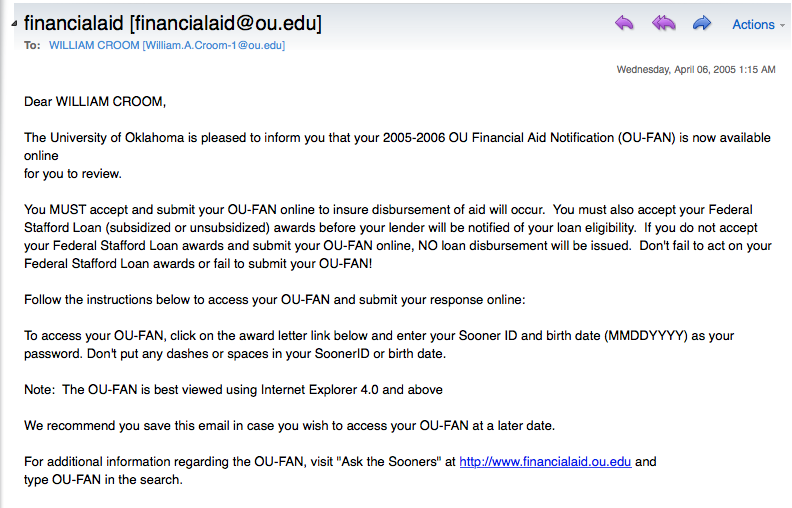 financialaid [financialaid@ou.edu]
Actions
To: WILLIAM CROOM [William.A.Croom-1@ou.edu]
Wednesday, April 06, 2005 1:15 AM
Dear WILLIAM CROOM,
The University of Oklahoma is pleased to inform you that your 2005-2006 OU Financial Aid Notification (OU-FAN) is now available
online
for you to review.
You MUST accept and submit your OU-FAN online to insure disbursement of aid will occur.  You must also accept your Federal
Stafford Loan (subsidized or unsubsidized) awards before your lender will be notified of your loan eligibility.  If you do not accept
your Federal Stafford Loan awards and submit your OU-FAN online, NO loan disbursement will be issued.  Don't fail to act on your
Federal Stafford Loan awards or fail to submit your OU-FAN!
Follow the instructions below to access your OU-FAN and submit your response online:
To access your OU-FAN, click on the award letter link below and enter your Sooner ID and birth date (MMDDYYYY) as your
password. Don't put any dashes or spaces in your SoonerID or birth date.
Note:  The OU-FAN is best viewed using Internet Explorer 4.0 and above
We recommend you save this email in case you wish to access your OU-FAN at a later date.
For additional information regarding the OU-FAN, visit "Ask the Sooners" at http://www.financialaid.ou.edu and
type OU-FAN in the search.